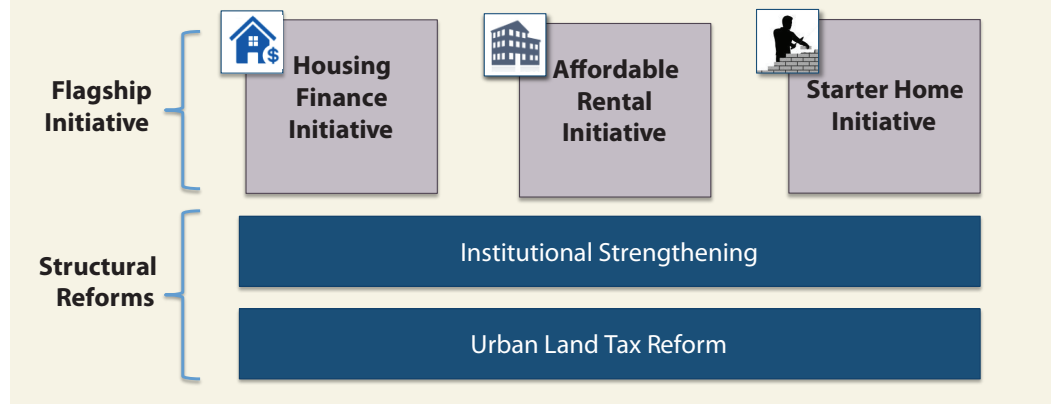 Flagship
Initiative
Housing
Finance
Initiative
Affordable
Rental
Initiative
Starter Home
Initiative
Structural
Reforms
Institutional Strengthening
Urban Land Tax Reform